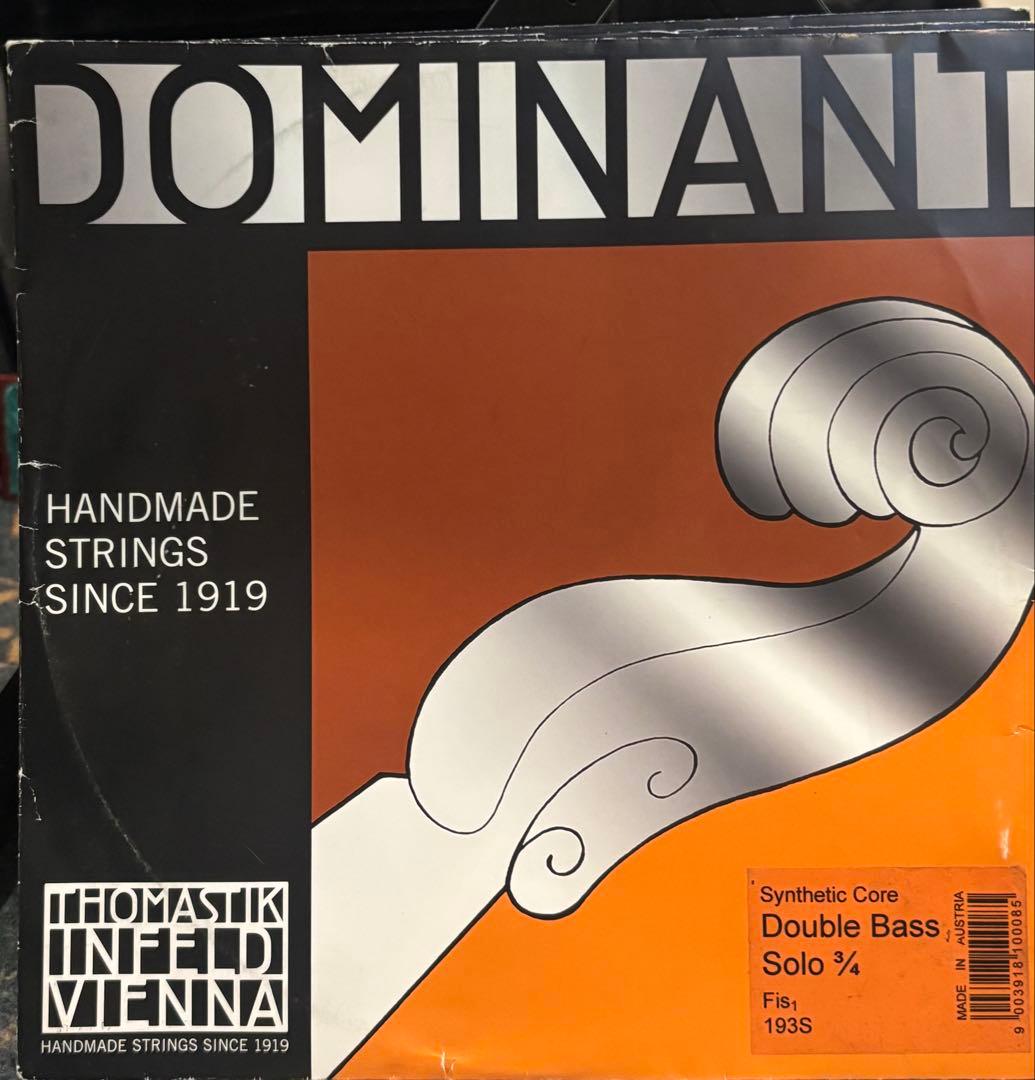 DOMINANT
HANDMADE
STRINGS
SINCE 1919
THOMASTIK
INFELD
VIENNA
HANDMADE STRINGS SINCE 1919
Synthetic Core
Double Bass
Solo ¾
Fis₁
193S
MADE IN AUSTRIA
9 003918 100085